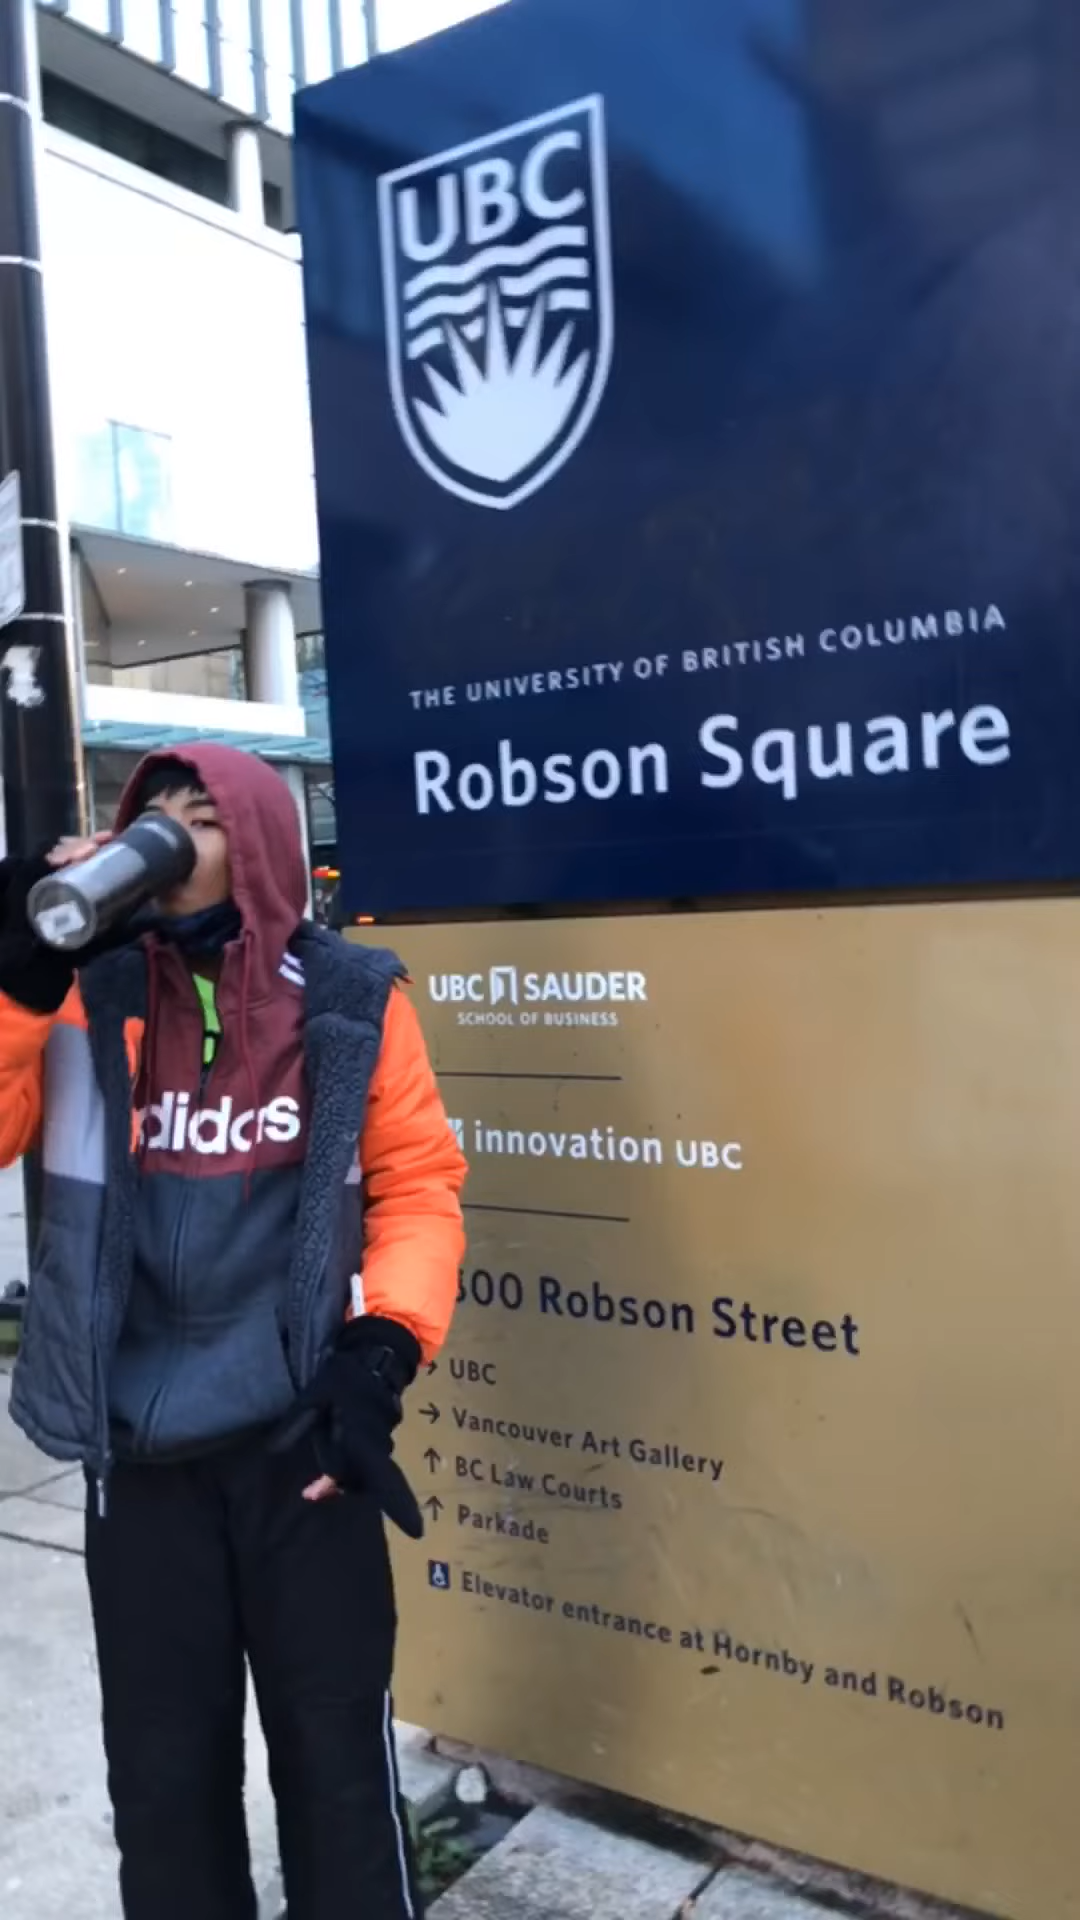 UBC
THE UNIVERSITY OF BRITISH COLUMBIA
Robson Square
UBC SAUDER
SCHOOL OF BUSINESS
innovation UBC
Robson Street
UBC
→ Vancouver Art Gallery
↑ BC Law Courts
↑ Parkade
Elevator entrance at Hornby and Robson
adidas